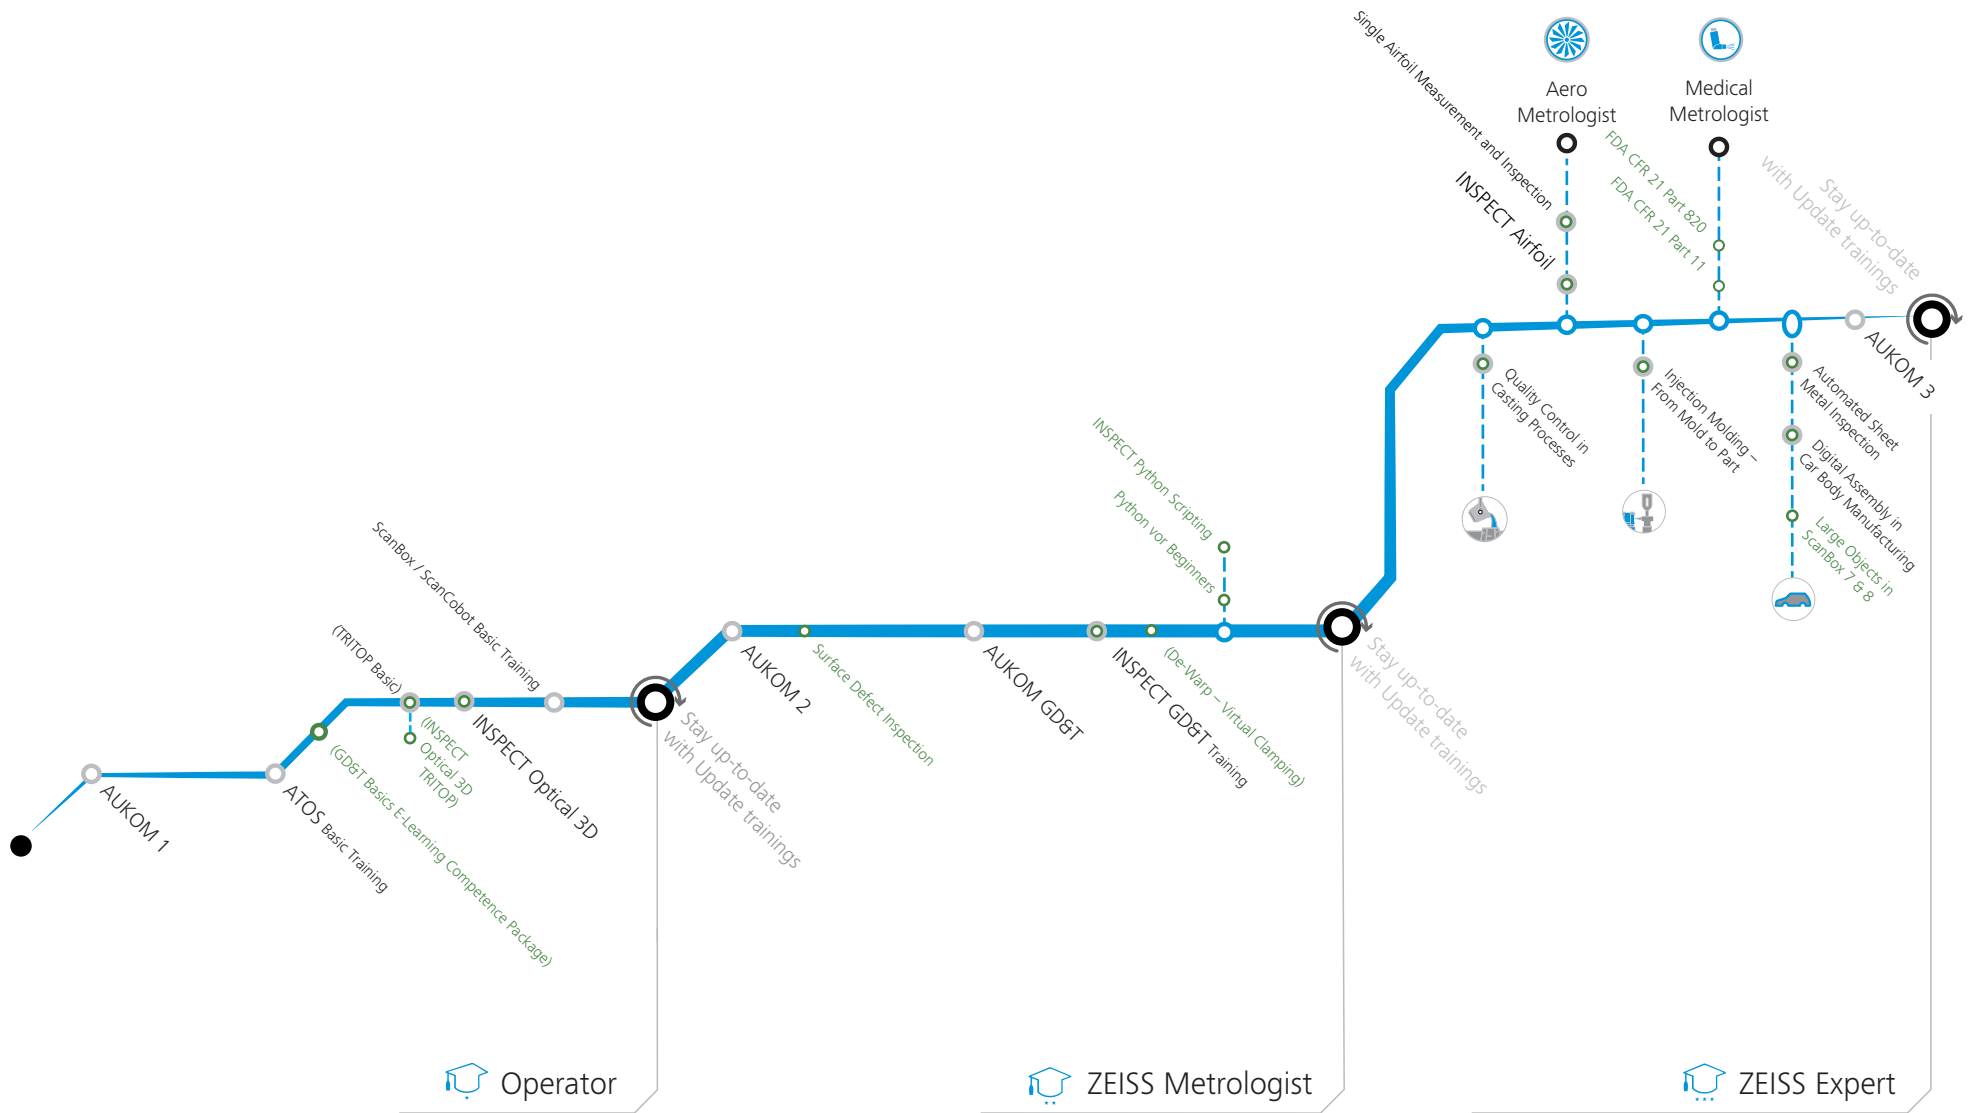 AUKOM 1
ATOS Basic Training
(GD&T Basics E-Learning Competence Package)
(TRITOP Basic)
(INSPECT
Optical 3D
TRITOP)
INSPECT Optical 3D
ScanBox / ScanCobot Basic Training
Stay up-to-date
with Update trainings
Operator
AUKOM 2
Surface Defect Inspection
AUKOM GD&T
INSPECT GD&T Training
(De-Warp – Virtual Clamping)
Python vor Beginners
INSPECT Python Scripting
Stay up-to-date
with Update trainings
ZEISS Metrologist
Quality Control in
Casting Processes
INSPECT Airfoil
Single Airfoil Measurement and Inspection
Aero
Metrologist
Injection Molding –
From Mold to Part
FDA CFR 21 Part 11
FDA CFR 21 Part 820
Medical
Metrologist
Automated Sheet
Metal Inspection
Digital Assembly in
Car Body Manufacturing
Large Objects in
ScanBox 7 & 8
AUKOM 3
Stay up-to-date
with Update trainings
ZEISS Expert